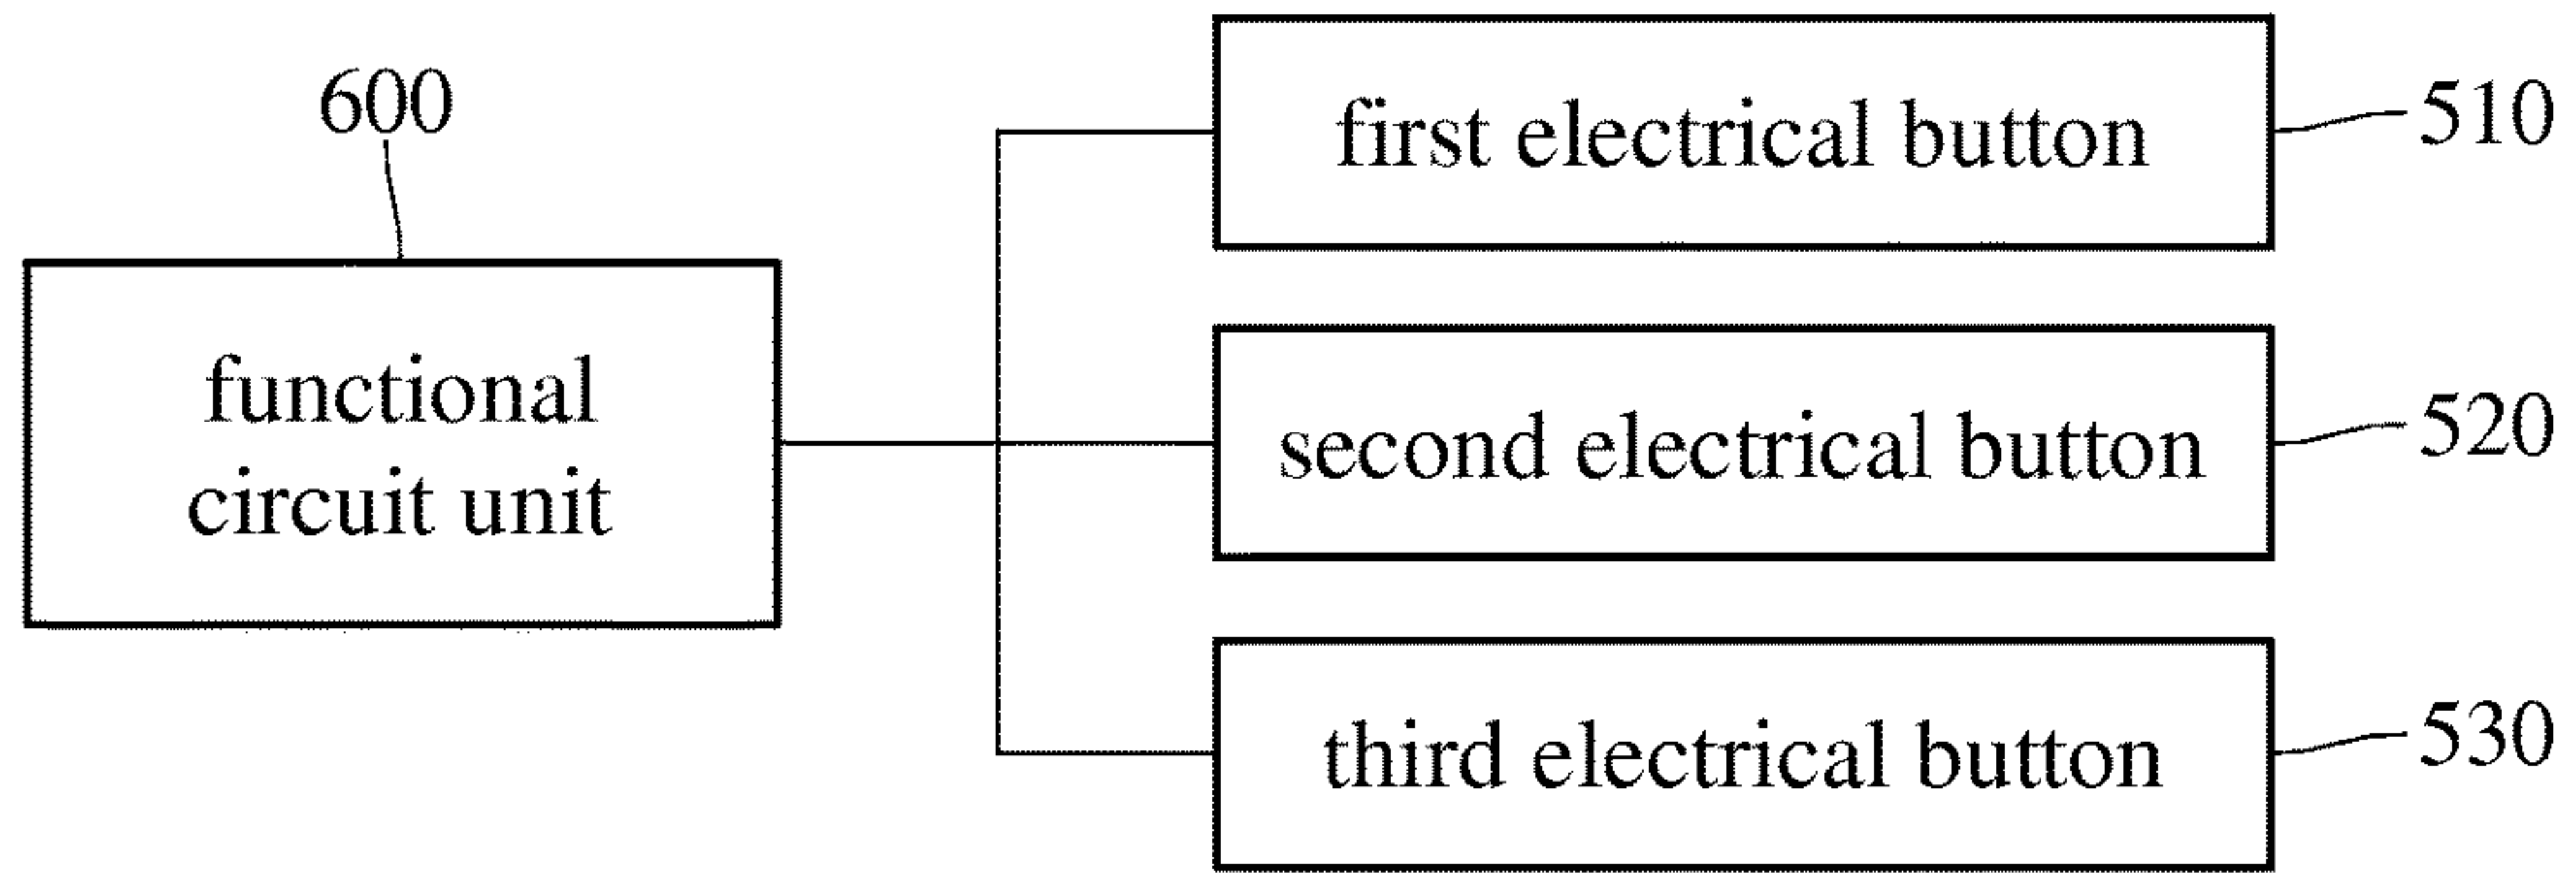 600
functional
circuit unit
first electrical button
510
second electrical button
520
third electrical button
530